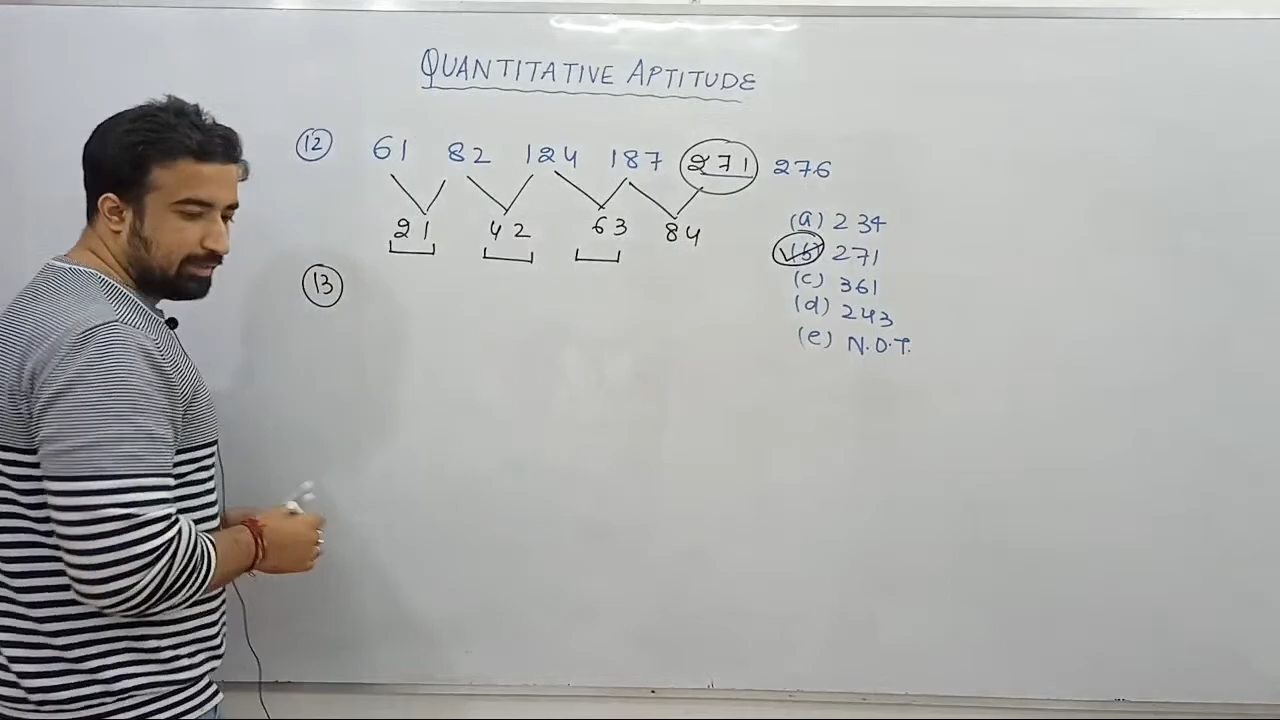 QUANTITATIVE APTITUDE
12 61 82 124 187 271 276
21 42 63 84
(a) 234
(b) 271
(c) 361
(d) 243
(e) N.O.T.
13